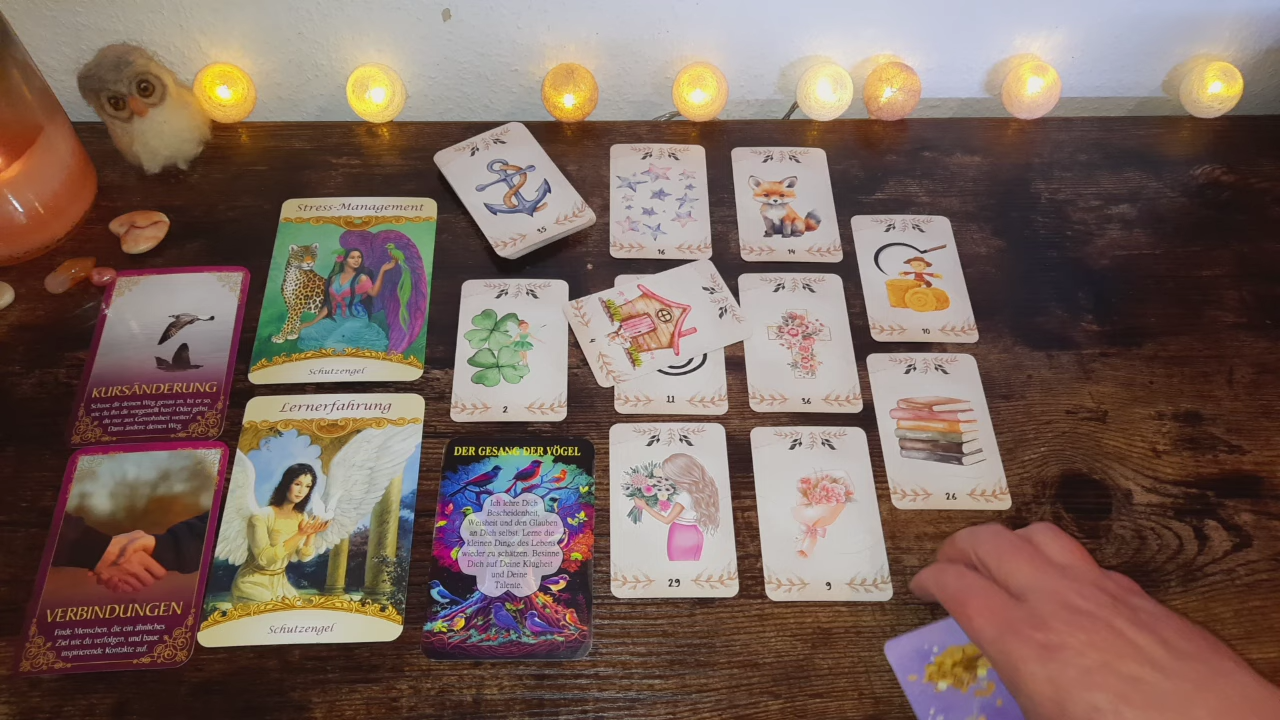 Stress-Management
Schutzengel
KURSÄNDERUNG
Schaue dir deinen Weg genau an. Ist er so,
wie du ihn dir vorgestellt hast? Oder gehst
du nur aus Gewohnheit weiter?
Dann ändere deinen Weg.
Lernerfahrung
Schutzengel
VERBINDUNGEN
Finde Menschen, die ein ähnliches
Ziel wie du verfolgen, und baue
inspirierende Kontakte auf.
DER GESANG DER VÖGEL
Ich lehre Dich
Bescheidenheit,
Weisheit und den Glauben
an Dich selbst. Lerne die
kleinen Dinge des Lebens
wieder zu schätzen. Besinne
Dich auf Deine Klugheit
und Deine
Talente.
35
16
14
10
2
4
11
36
26
29
9